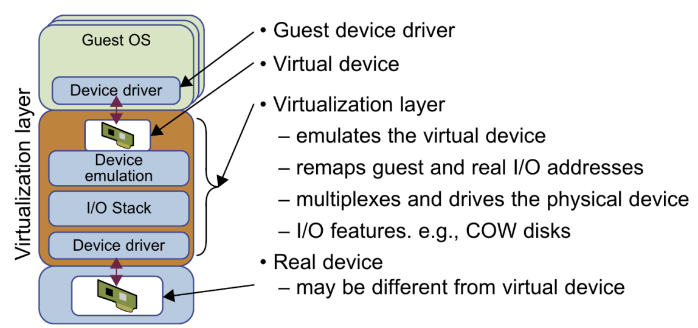 Guest OS
Device driver
Virtualization layer
Device
emulation
I/O Stack
Device driver
• Guest device driver
• Virtual device
• Virtualization layer
– emulates the virtual device
– remaps guest and real I/O addresses
– multiplexes and drives the physical device
– I/O features. e.g., COW disks
• Real device
– may be different from virtual device